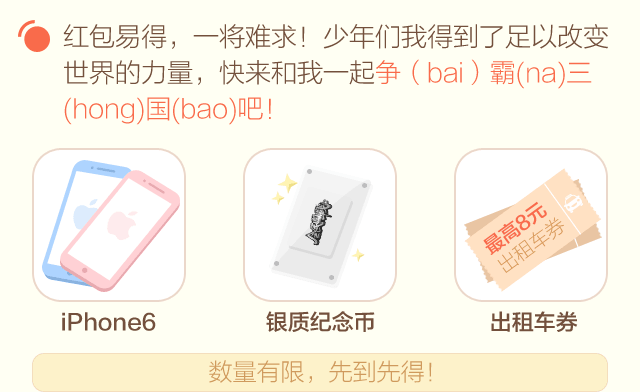 红包易得，一将难求！少年们我得到了足以改变
世界的力量，快来和我一起争（bai）霸(na)三
(hong)国(bao)吧！
最高8元
出租车券
iPhone6
银质纪念币
出租车券
数量有限，先到先得！